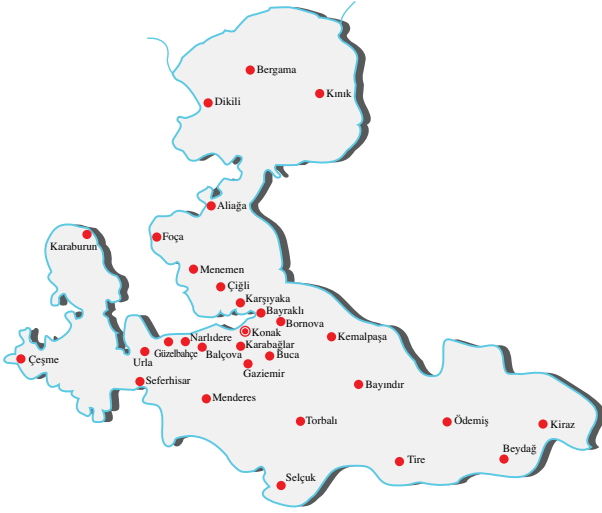 Bergama
Kınık
Dikili
Aliağa
Foça
Karaburun
Menemen
Çiğli
Karşıyaka
Bayraklı
Bornova
Konak
Kemalpaşa
Narlıdere
Karabağlar
Güzelbahçe
Balçova
Buca
Çeşme
Urla
Gaziemir
Seferhisar
Bayındır
Menderes
Torbalı
Ödemiş
Kiraz
Beydağ
Tire
Selçuk